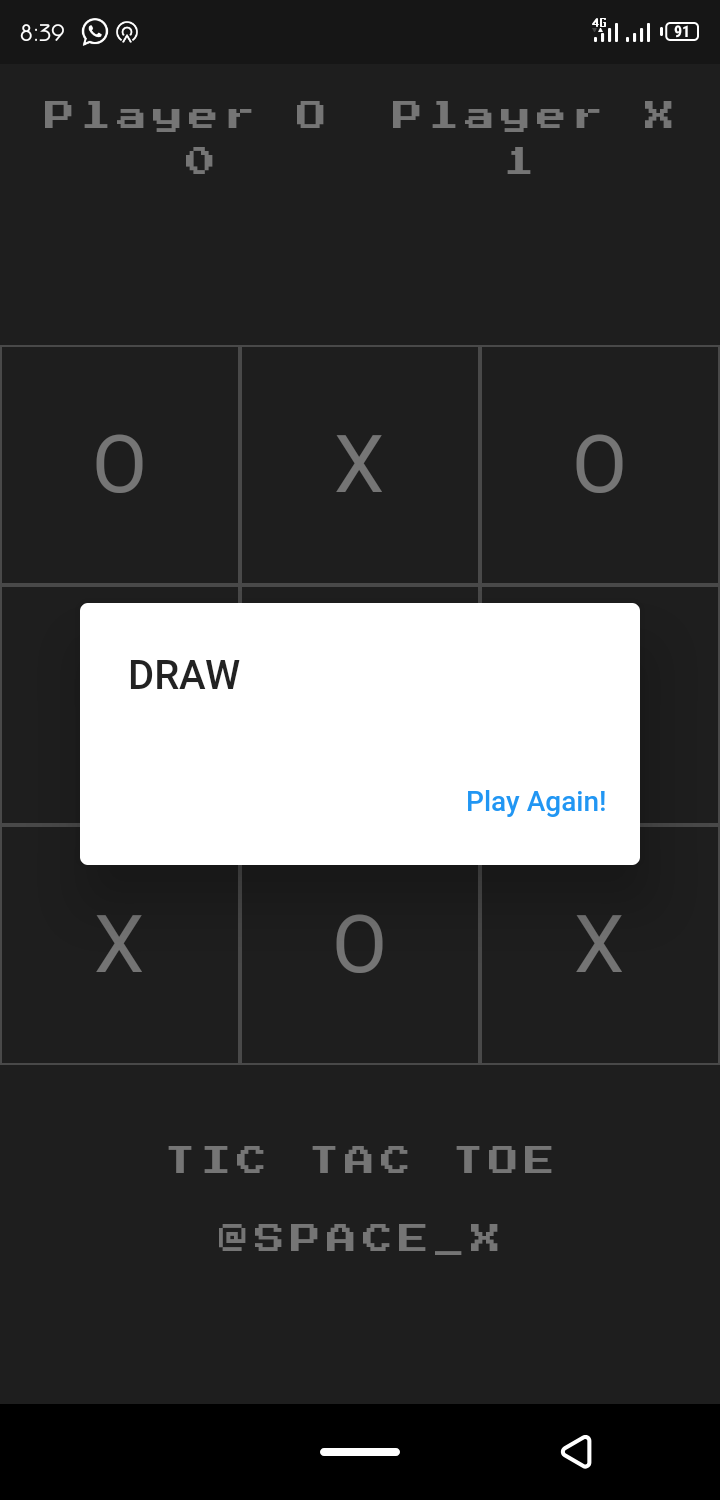 8:39 4G 91
Player O Player X
0 1
O X O
DRAW
Play Again!
X O X
TIC TAC TOE
@SPACE_X